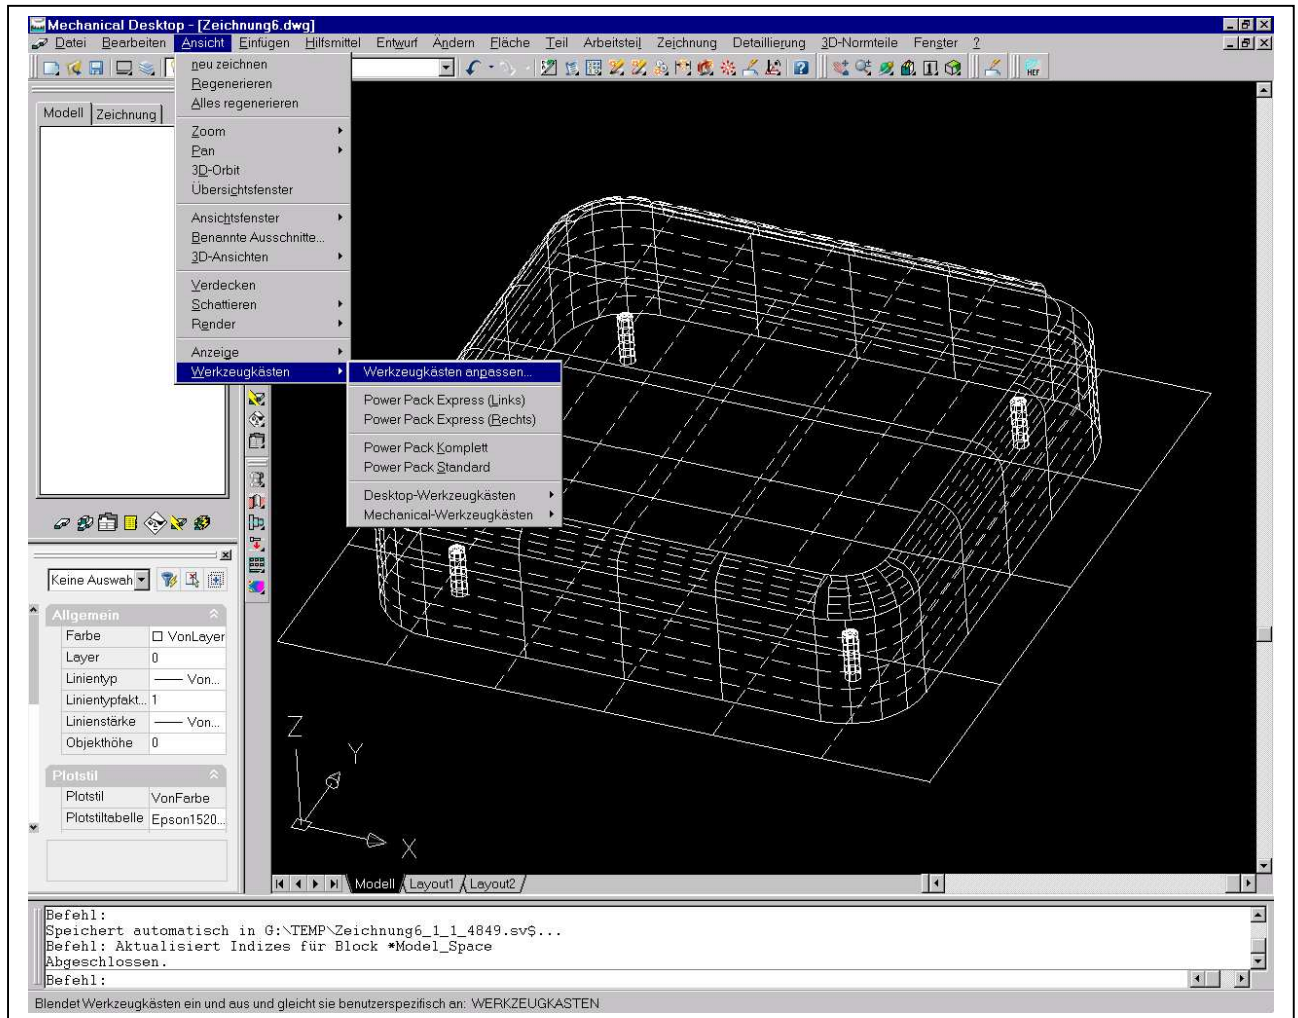 Mechanical Desktop - [Zeichnung6.dwg]
Datei Bearbeiten Ansicht Einfügen Hilfsmittel Entwurf Ändern Fläche Teil Arbeitsteil Zeichnung Detaillierung 3D-Normteile Fenster ?
HEF
Modell Zeichnung
neu zeichnen
Regenerieren
Alles regenerieren
Zoom
Pan
3D-Orbit
Übersichtsfenster
Ansichtsfenster
Benannte Ausschnitte...
3D-Ansichten
Verdecken
Schattieren
Render
Anzeige
Werkzeugkästen
Werkzeugkästen anpassen...
Power Pack Express (Links)
Power Pack Express (Rechts)
Power Pack Komplett
Power Pack Standard
Desktop-Werkzeugkästen
Mechanical-Werkzeugkästen
Keine Auswah
Allgemein
Farbe VonLayer
Layer 0
Linientyp Von...
Linientypfakt... 1
Linienstärke Von...
Objekthöhe 0
Plotstil
Plotstil VonFarbe
Plotstiltabelle Epson1520...
Z
Y
X
Modell Layout1 Layout2
Befehl:
Speichert automatisch in G:\TEMP\Zeichnung6_1_1_4849.sv$...
Befehl: Aktualisiert Indizes für Block *Model_Space
Abgeschlossen.
Befehl:
Blendet Werkzeugkästen ein und aus und gleicht sie benutzerspezifisch an: WERKZEUGKASTEN